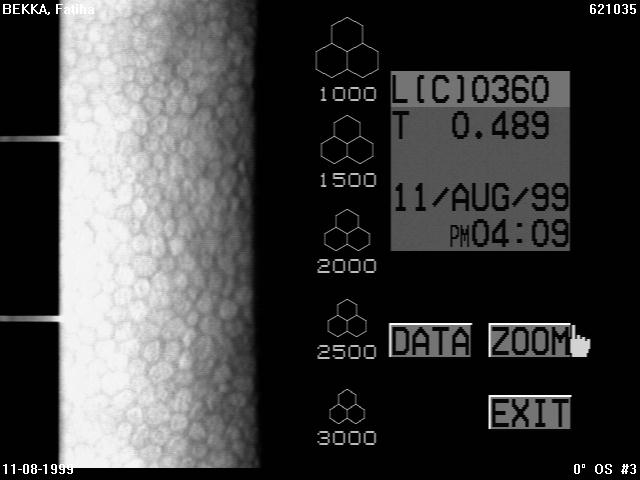 BEKKA, Fatiha
621035
1000
1500
2000
2500
3000
L[C]0360
T 0.489
11/AUG/99
PM04:09
DATA ZOOM
EXIT
11-08-1999
0° OS #3